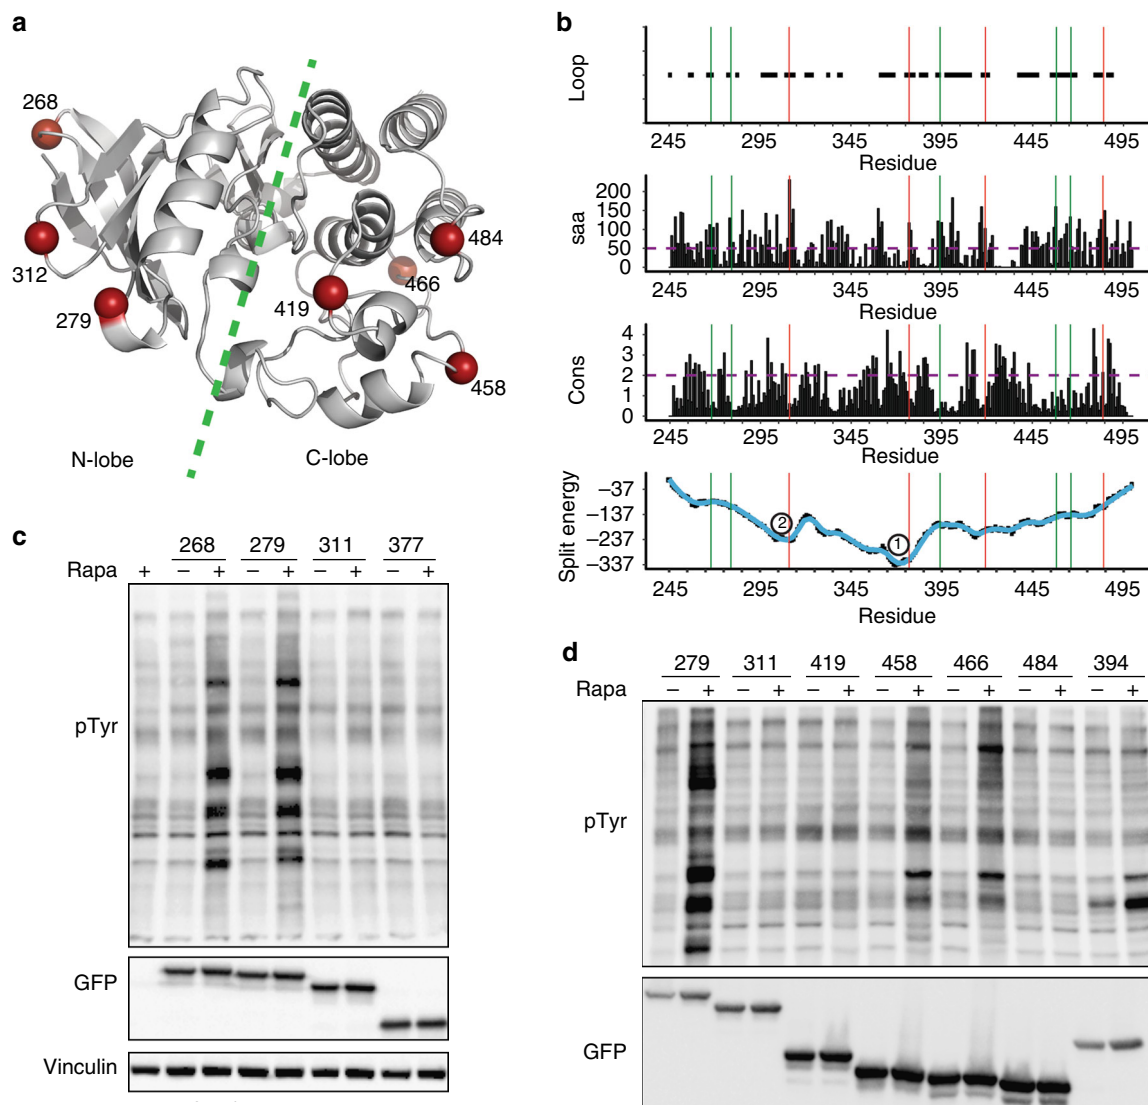 a
268
312
279
484
466
419
458
N-lobe
C-lobe
b
Loop
245 295 345 395 445 495
Residue
saa
200
150
100
50
0
245 295 345 395 445 495
Residue
Cons
4
3
2
1
0
245 295 345 395 445 495
Residue
Split energy
−37
−137
−237
−337
2
1
245 295 345 395 445 495
Residue
c
268 279 311 377
Rapa + − + − + − + − +
pTyr
GFP
Vinculin
d
279 311 419 458 466 484 394
Rapa − + − + − + − + − + − + − +
pTyr
GFP